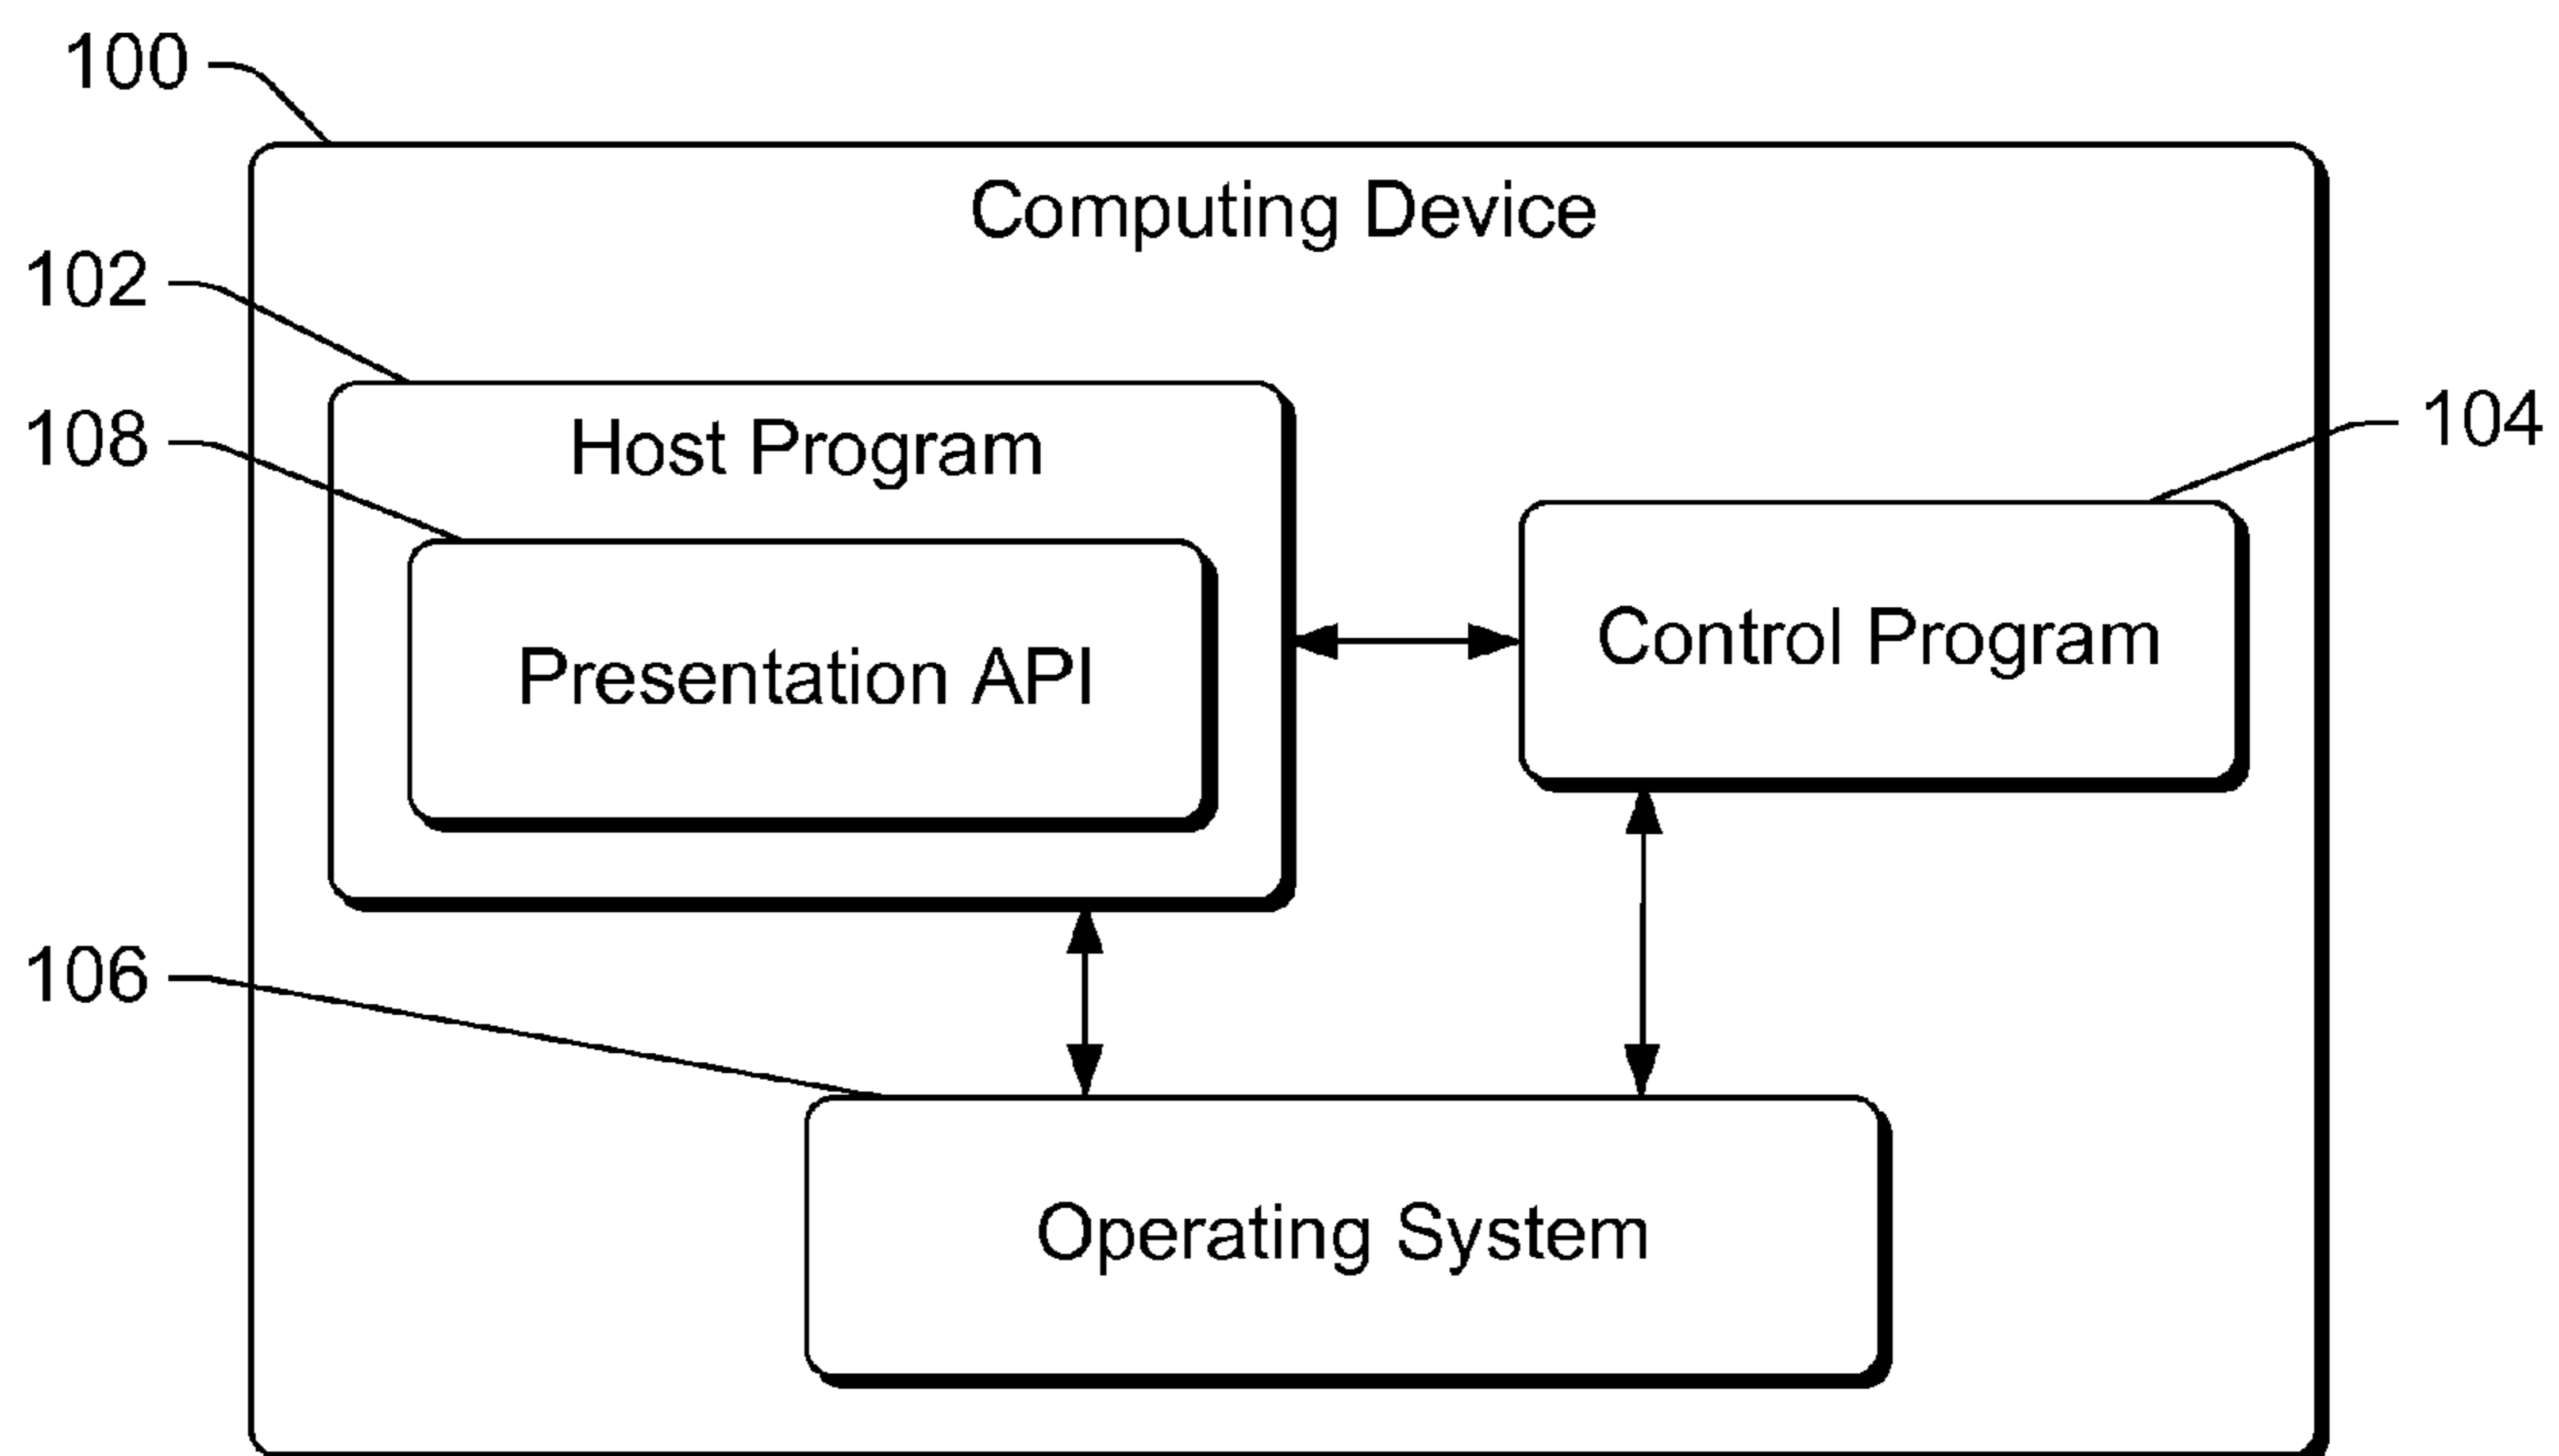 100
Computing Device
102
108
Host Program
104
Presentation API
Control Program
106
Operating System